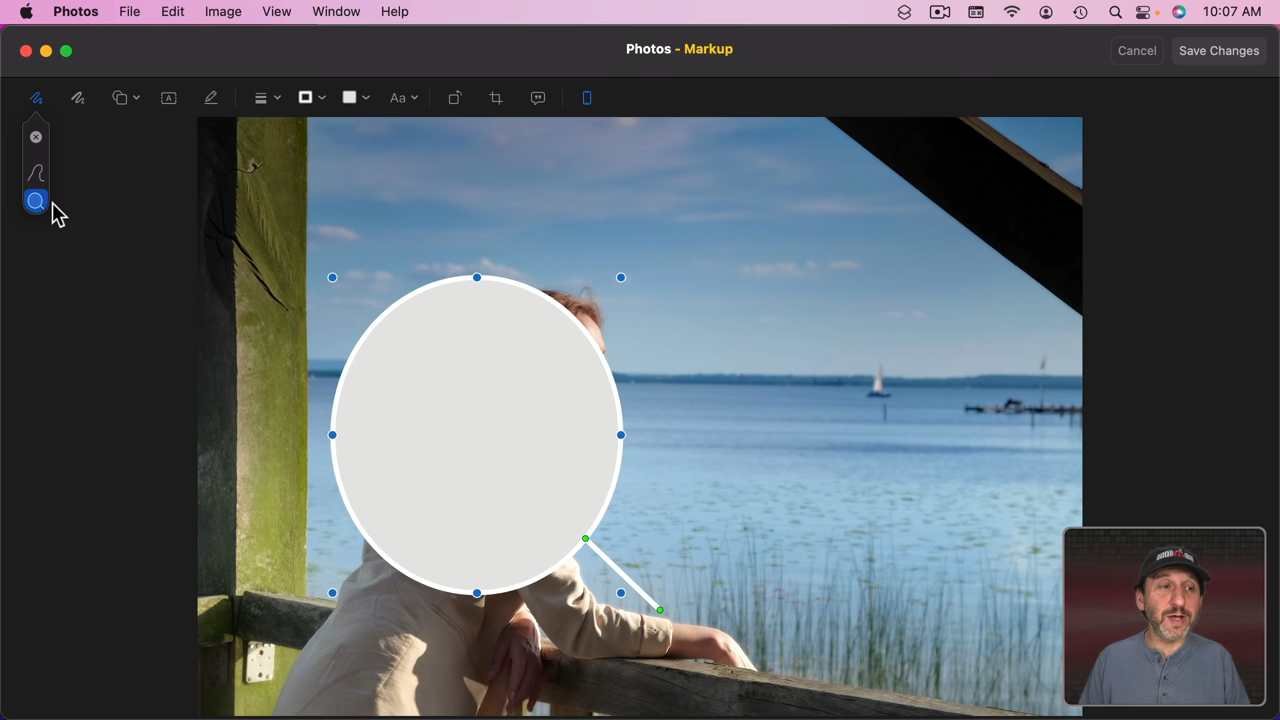 Photos File Edit Image View Window Help 10:07 AM
Photos - Markup
Cancel Save Changes
A Aa